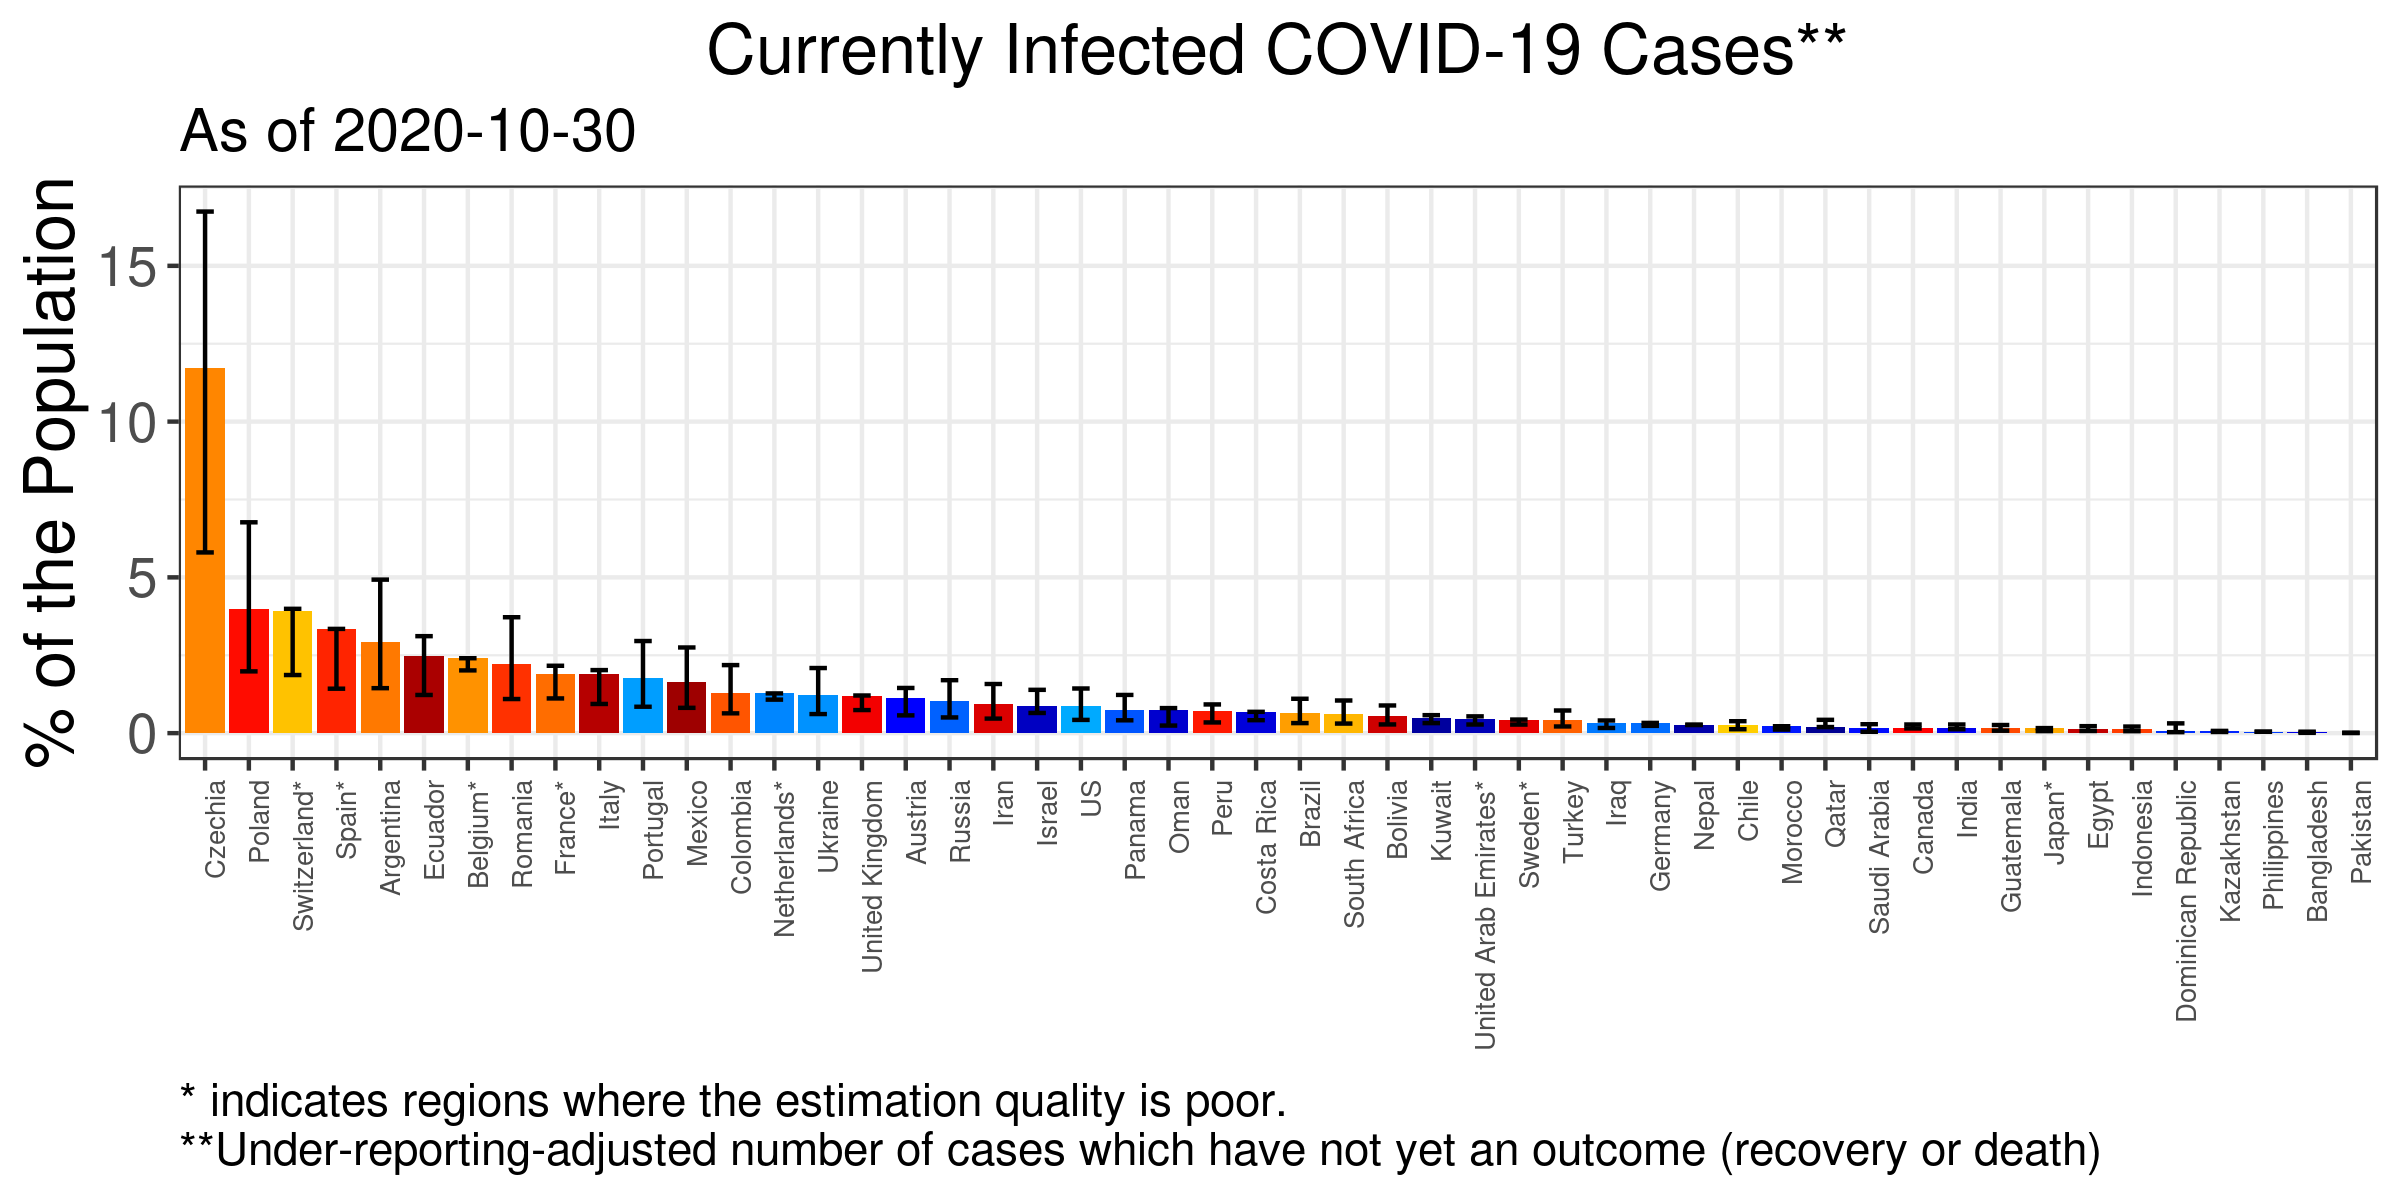 Currently Infected COVID-19 Cases**
As of 2020-10-30
% of the Population
15
10
5
0
Czechia
Poland
Switzerland*
Spain*
Argentina
Ecuador
Belgium*
Romania
France*
Italy
Portugal
Mexico
Colombia
Netherlands*
Ukraine
United Kingdom
Austria
Russia
Iran
Israel
US
Panama
Oman
Peru
Costa Rica
Brazil
South Africa
Bolivia
Kuwait
United Arab Emirates*
Sweden*
Turkey
Iraq
Germany
Nepal
Chile
Morocco
Qatar
Saudi Arabia
Canada
India
Guatemala
Japan*
Egypt
Indonesia
Dominican Republic
Kazakhstan
Philippines
Bangladesh
Pakistan
* indicates regions where the estimation quality is poor.
**Under-reporting-adjusted number of cases which have not yet an outcome (recovery or death)